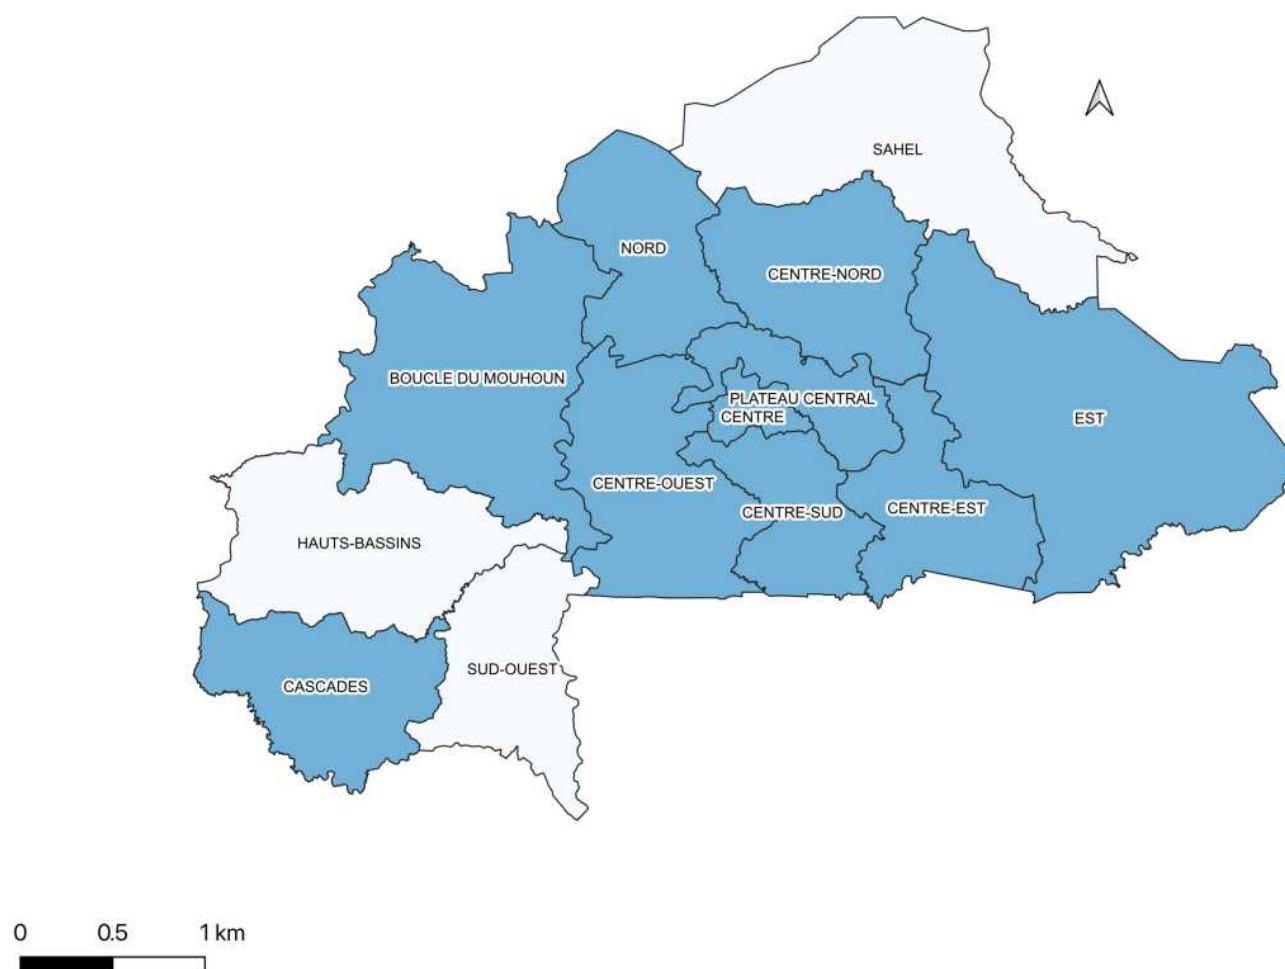 SAHEL
NORD
CENTRE-NORD
BOUCLE DU MOUHOUN
PLATEAU CENTRAL
CENTRE
EST
CENTRE-OUEST
CENTRE-SUD
CENTRE-EST
HAUTS-BASSINS
SUD-OUEST
CASCADES
0 0.5 1 km